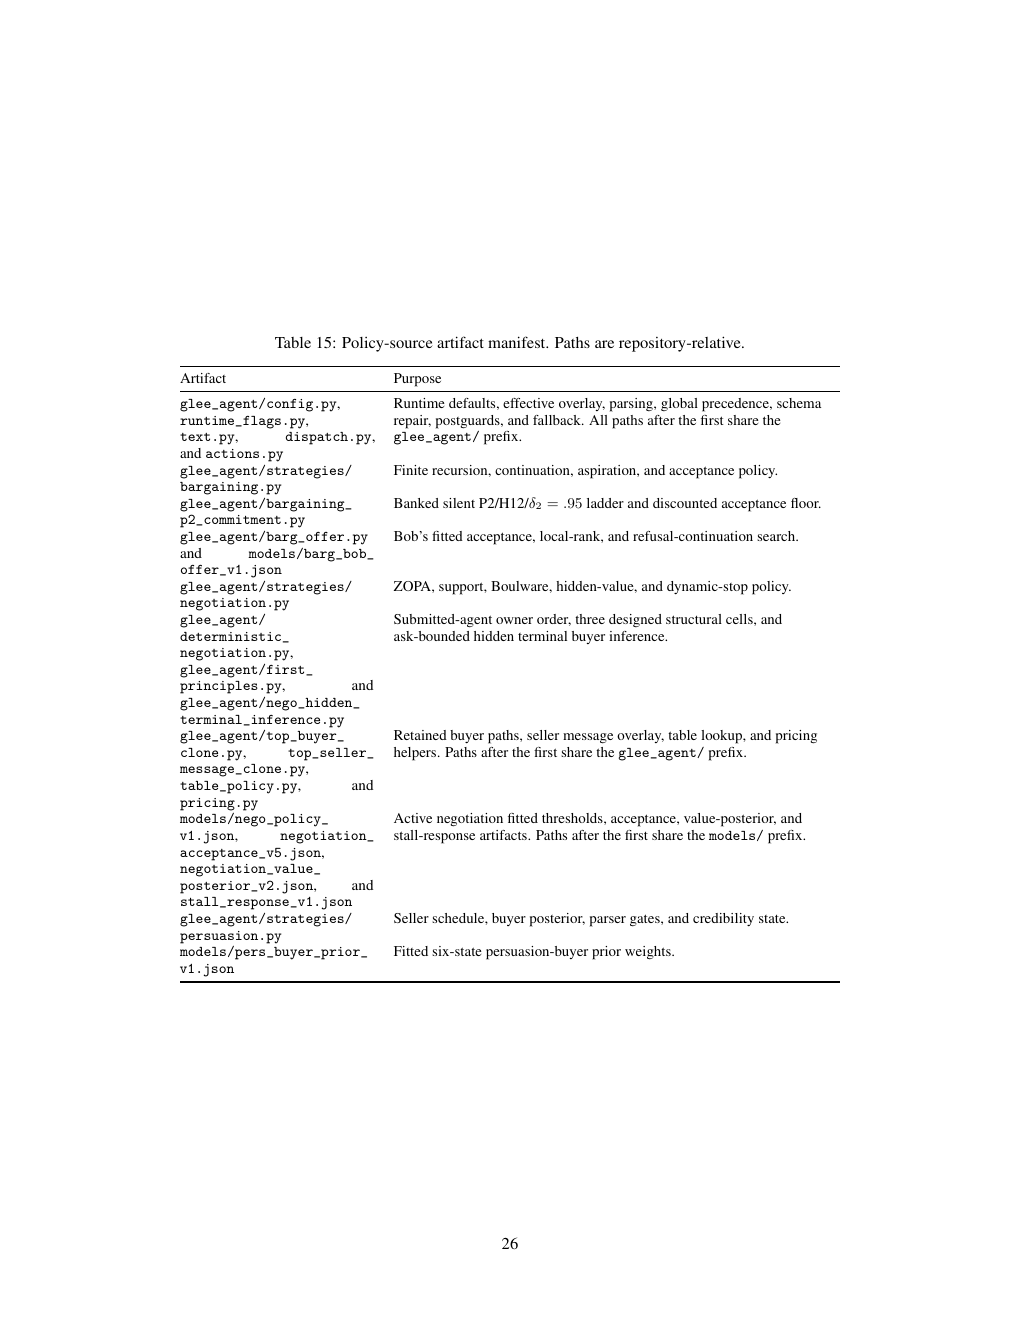 Table 15: Policy-source artifact manifest. Paths are repository-relative.
Artifact Purpose
glee_agent/config.py, Runtime defaults, effective overlay, parsing, global precedence, schema
runtime_flags.py, repair, postguards, and fallback. All paths after the first share the
text.py, dispatch.py, glee_agent/ prefix.
and actions.py
glee_agent/strategies/ Finite recursion, continuation, aspiration, and acceptance policy.
bargaining.py
glee_agent/bargaining_ Banked silent P2/H12/δ₂ = .95 ladder and discounted acceptance floor.
p2_commitment.py
glee_agent/barg_offer.py Bob's fitted acceptance, local-rank, and refusal-continuation search.
and models/barg_bob_
offer_v1.json
glee_agent/strategies/ ZOPA, support, Boulware, hidden-value, and dynamic-stop policy.
negotiation.py
glee_agent/ Submitted-agent owner order, three designed structural cells, and
deterministic_ ask-bounded hidden terminal buyer inference.
negotiation.py,
glee_agent/first_
principles.py, and
glee_agent/nego_hidden_
terminal_inference.py
glee_agent/top_buyer_ Retained buyer paths, seller message overlay, table lookup, and pricing
clone.py, top_seller_ helpers. Paths after the first share the glee_agent/ prefix.
message_clone.py,
table_policy.py, and
pricing.py
models/nego_policy_ Active negotiation fitted thresholds, acceptance, value-posterior, and
v1.json, negotiation_ stall-response artifacts. Paths after the first share the models/ prefix.
acceptance_v5.json,
negotiation_value_
posterior_v2.json, and
stall_response_v1.json
glee_agent/strategies/ Seller schedule, buyer posterior, parser gates, and credibility state.
persuasion.py
models/pers_buyer_prior_ Fitted six-state persuasion-buyer prior weights.
v1.json
26